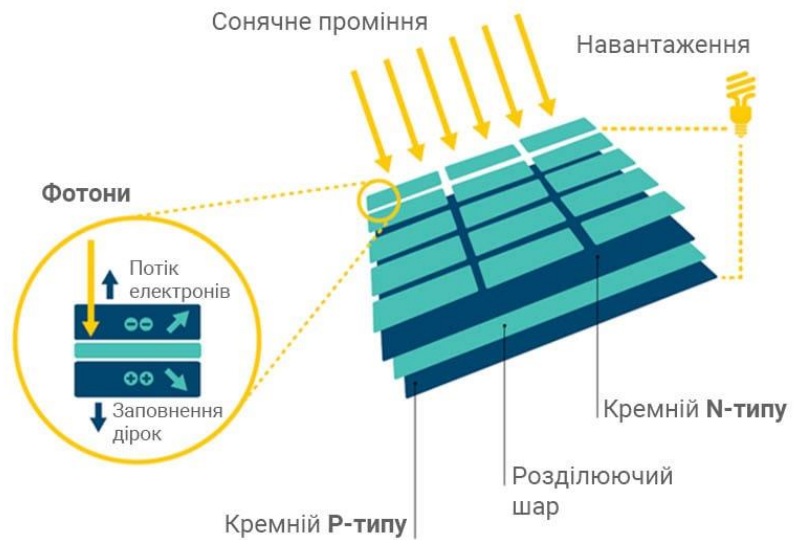 Сонячне проміння
Навантаження
Фотони
Потік
електронів
Заповнення
дірок
Кремній N-типу
Розділюючий
шар
Кремній P-типу